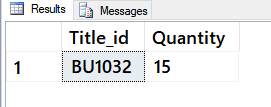 Results Messages
Title_id Quantity
1 BU1032 15